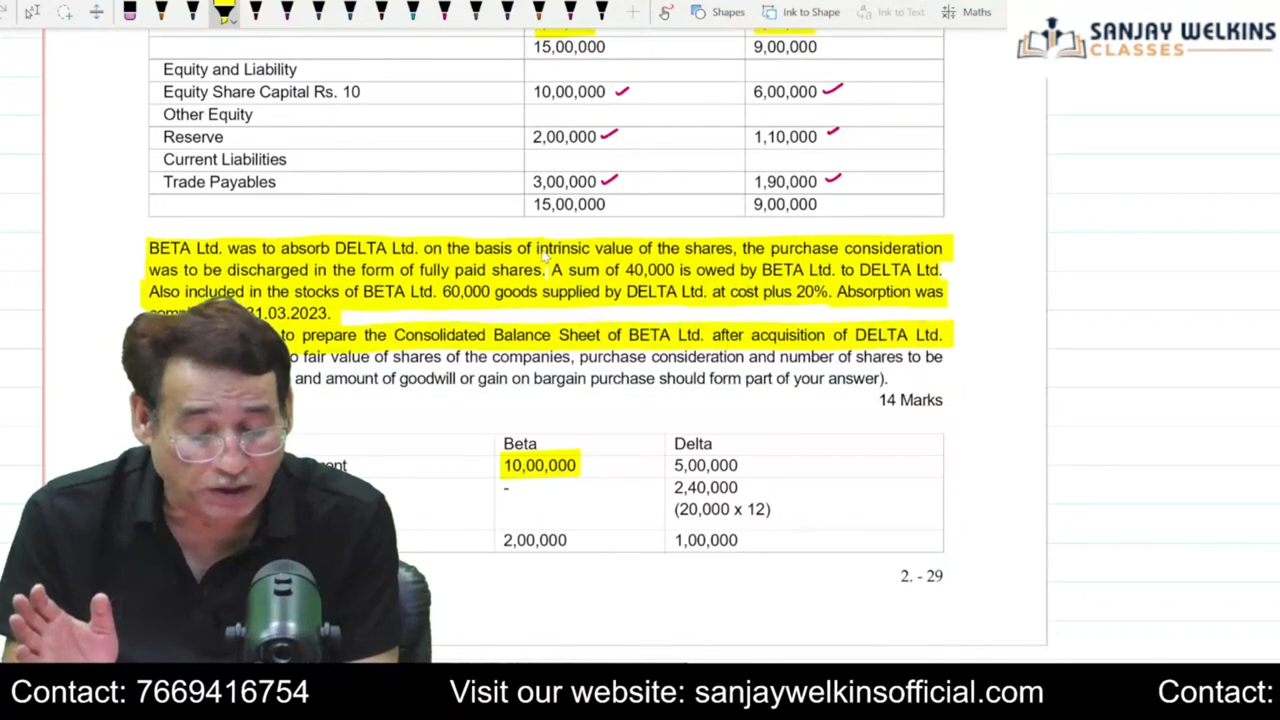 Shapes Ink to Shape Ink to Text Maths
SANJAY WELKINS
CLASSES
15,00,000 9,00,000
Equity and Liability
Equity Share Capital Rs. 10 10,00,000 6,00,000
Other Equity
Reserve 2,00,000 1,10,000
Current Liabilities
Trade Payables 3,00,000 1,90,000
15,00,000 9,00,000
BETA Ltd. was to absorb DELTA Ltd. on the basis of intrinsic value of the shares, the purchase consideration
was to be discharged in the form of fully paid shares. A sum of 40,000 is owed by BETA Ltd. to DELTA Ltd.
Also included in the stocks of BETA Ltd. 60,000 goods supplied by DELTA Ltd. at cost plus 20%. Absorption was
31.03.2023.
to prepare the Consolidated Balance Sheet of BETA Ltd. after acquisition of DELTA Ltd.
fair value of shares of the companies, purchase consideration and number of shares to be
and amount of goodwill or gain on bargain purchase should form part of your answer).
14 Marks
Beta Delta
10,00,000 5,00,000
- 2,40,000
(20,000 x 12)
2,00,000 1,00,000
2. - 29
Contact: 7669416754 Visit our website: sanjaywelkinsofficial.com Contact: